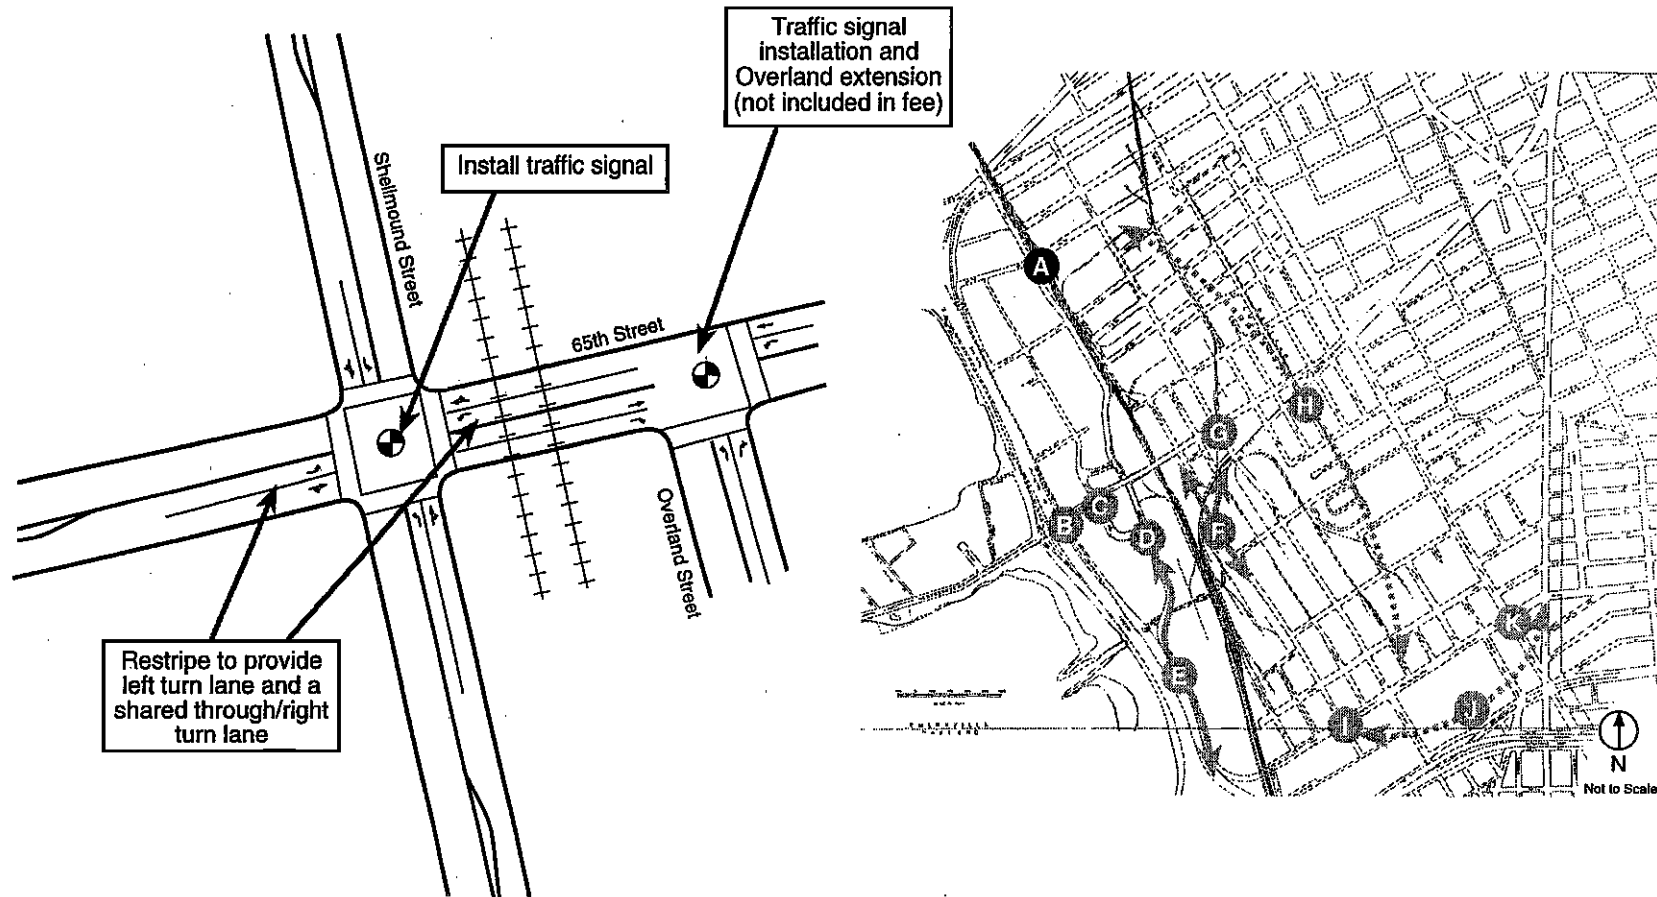 Traffic signal
installation and
Overland extension
(not included in fee)
Install traffic signal
Shellmound Street
65th Street
Overland Street
Restripe to provide
left turn lane and a
shared through/right
turn lane
A
B
C
D
E
F
G
H
I
J
K
N
Not to Scale